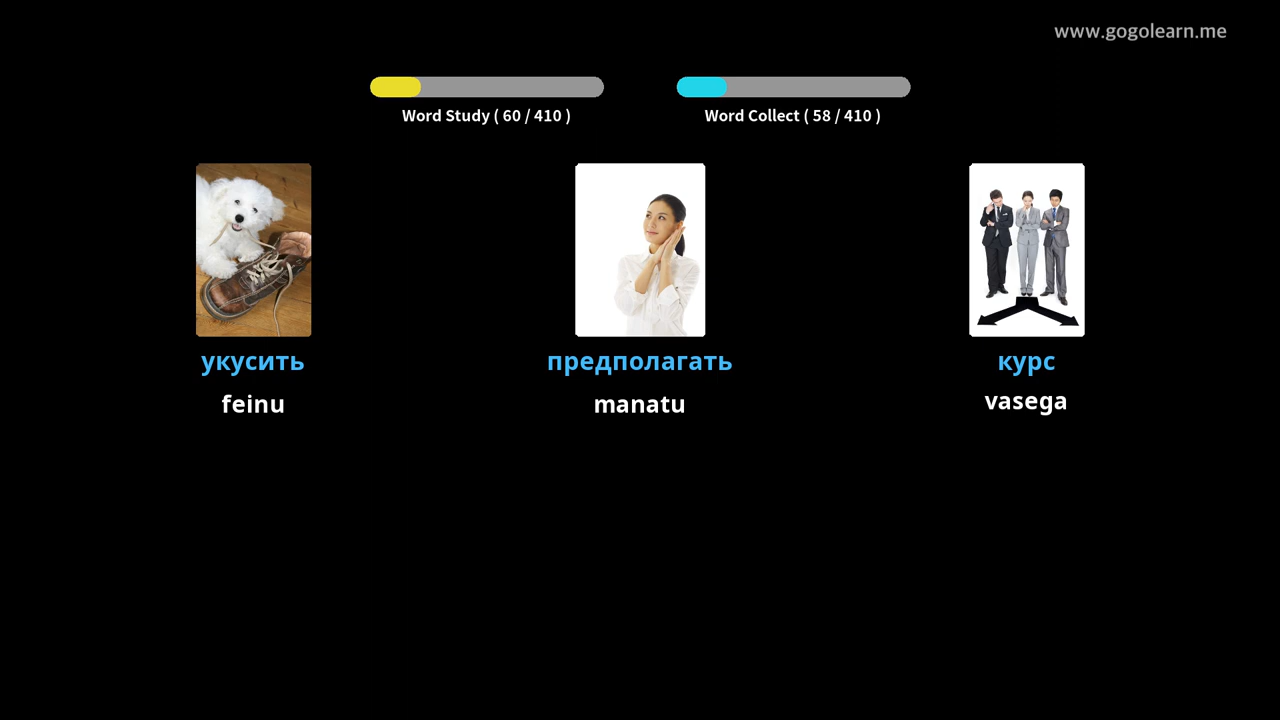 www.gogolearn.me
Word Study ( 60 / 410 )
Word Collect ( 58 / 410 )
укусить
feinu
предполагать
manatu
курс
vasega